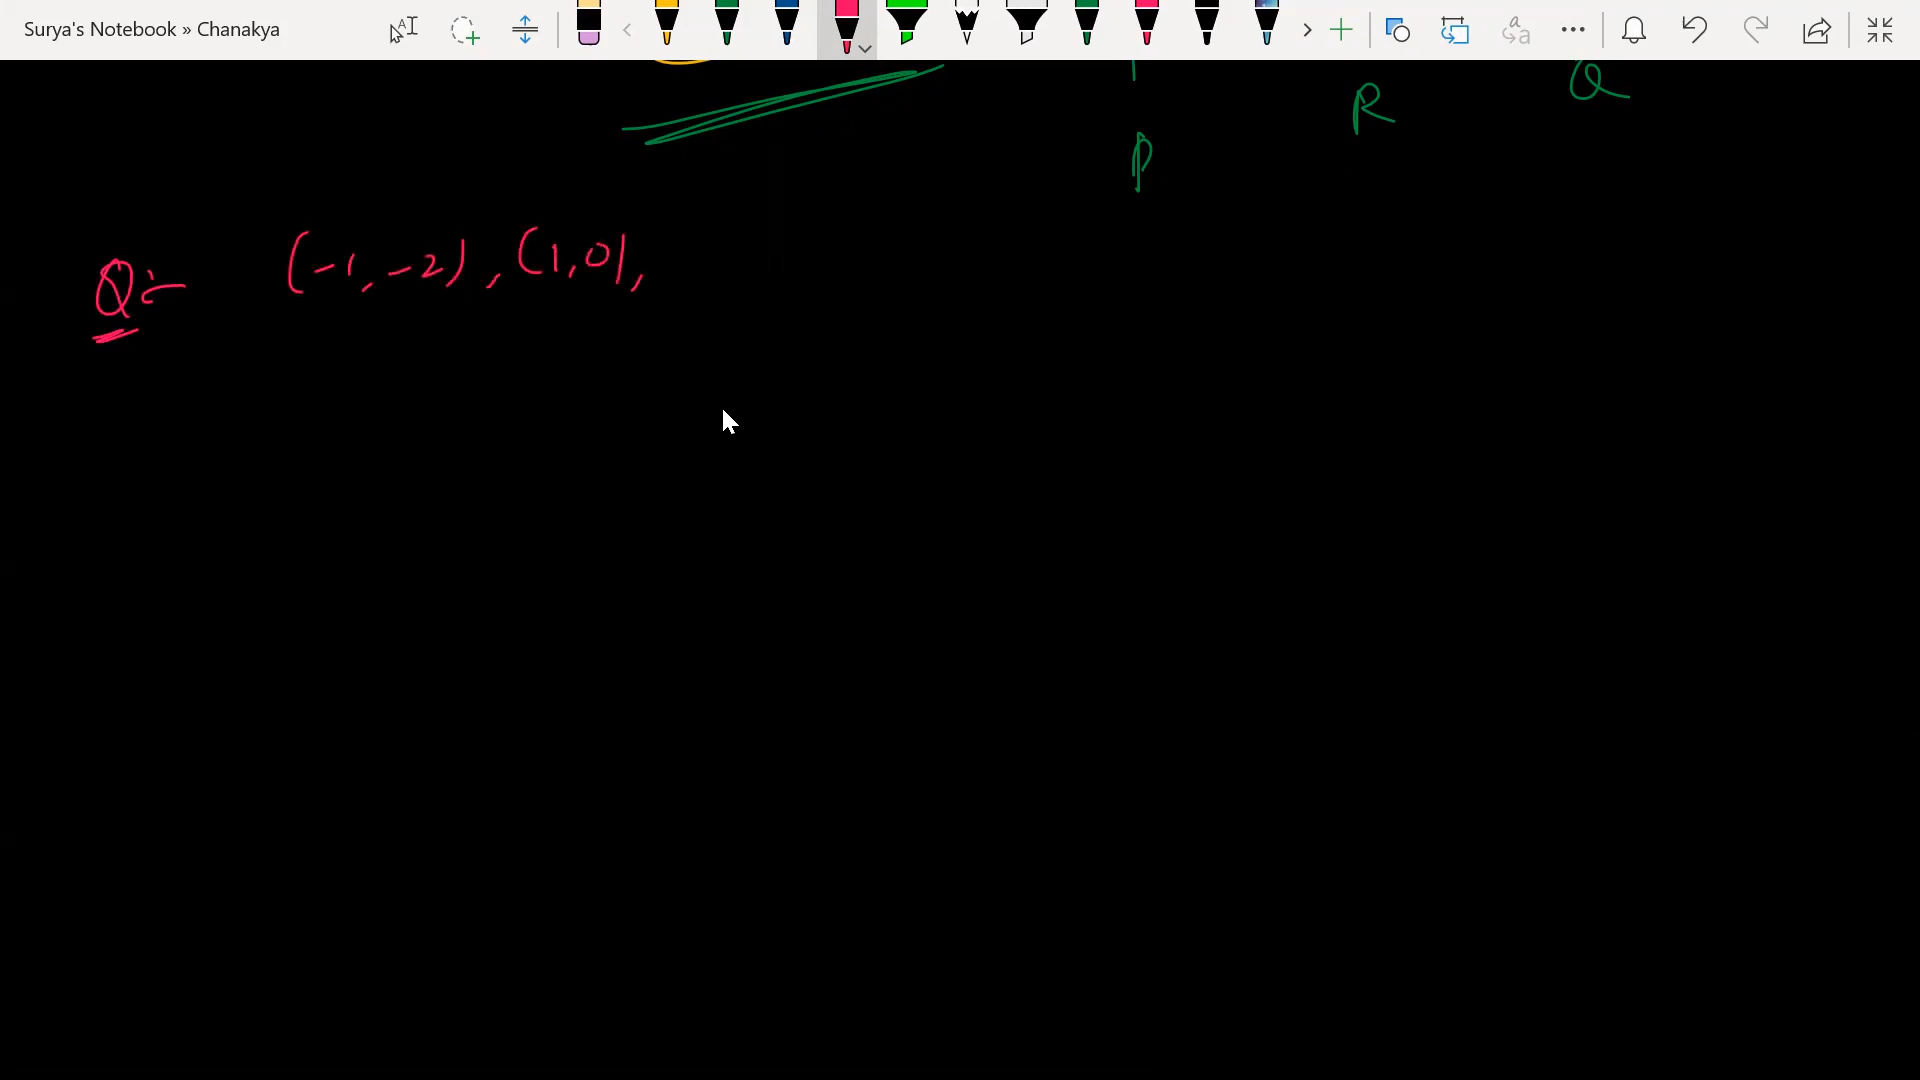 Surya's Notebook » Chanakya
Q
R
P
Q:- (-1, -2), (1, 0),